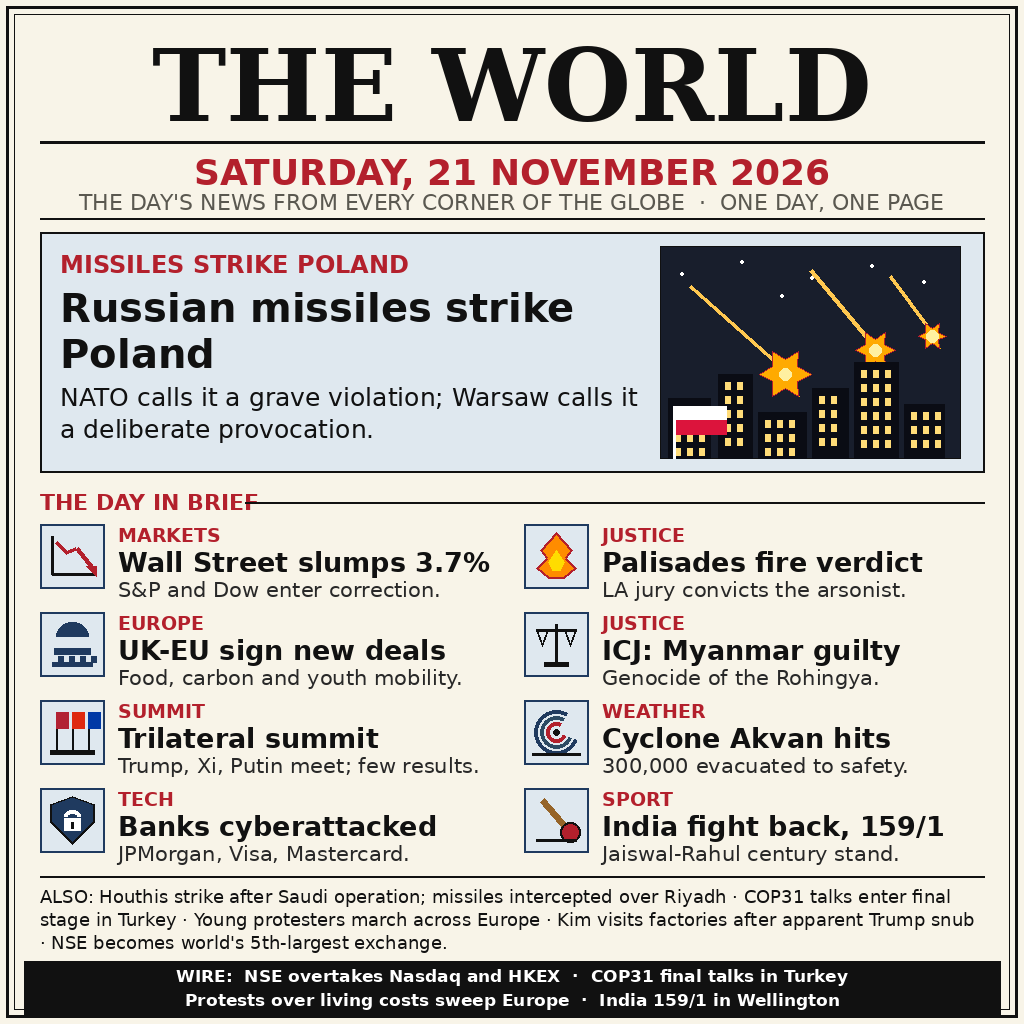 THE WORLD
SATURDAY, 21 NOVEMBER 2026
THE DAY'S NEWS FROM EVERY CORNER OF THE GLOBE · ONE DAY, ONE PAGE
MISSILES STRIKE POLAND
Russian missiles strike
Poland
NATO calls it a grave violation; Warsaw calls it
a deliberate provocation.
THE DAY IN BRIEF
MARKETS
Wall Street slumps 3.7%
S&P and Dow enter correction.
JUSTICE
Palisades fire verdict
LA jury convicts the arsonist.
EUROPE
UK-EU sign new deals
Food, carbon and youth mobility.
JUSTICE
ICJ: Myanmar guilty
Genocide of the Rohingya.
SUMMIT
Trilateral summit
Trump, Xi, Putin meet; few results.
WEATHER
Cyclone Akvan hits
300,000 evacuated to safety.
TECH
Banks cyberattacked
JPMorgan, Visa, Mastercard.
SPORT
India fight back, 159/1
Jaiswal-Rahul century stand.
ALSO: Houthis strike after Saudi operation; missiles intercepted over Riyadh · COP31 talks enter final
stage in Turkey · Young protesters march across Europe · Kim visits factories after apparent Trump snub
· NSE becomes world's 5th-largest exchange.
WIRE: NSE overtakes Nasdaq and HKEX · COP31 final talks in Turkey
Protests over living costs sweep Europe · India 159/1 in Wellington